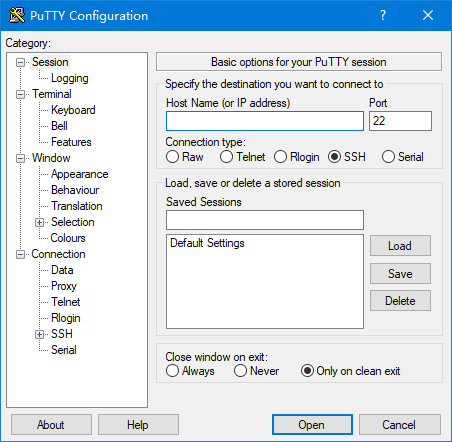 PuTTY Configuration
?
Category:
Session
Logging
Terminal
Keyboard
Bell
Features
Window
Appearance
Behaviour
Translation
Selection
Colours
Connection
Data
Proxy
Telnet
Rlogin
SSH
Serial
Basic options for your PuTTY session
Specify the destination you want to connect to
Host Name (or IP address) Port
22
Connection type:
Raw Telnet Rlogin SSH Serial
Load, save or delete a stored session
Saved Sessions
Default Settings
Load
Save
Delete
Close window on exit:
Always Never Only on clean exit
About Help Open Cancel